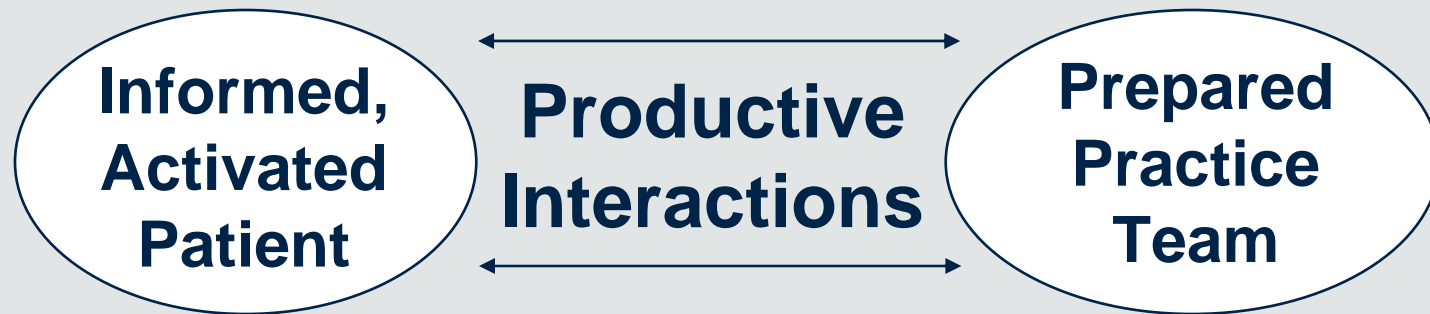 Informed,
Activated
Patient
Productive
Interactions
Prepared
Practice
Team